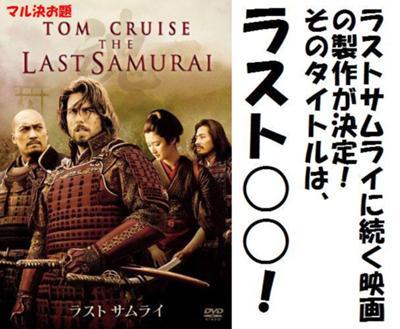 マル決お題
TOM CRUISE
THE
LAST SAMURAI
ラスト サムライ
DVD
ラストサムライに続く映画
の製作が決定！
そのタイトルは、
ラスト○○！